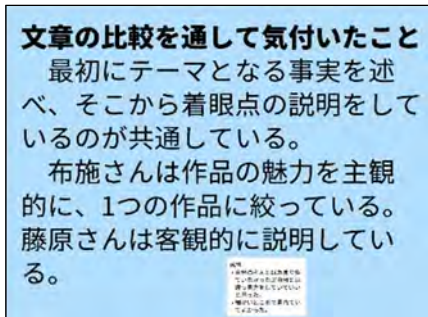 文章の比較を通して気付いたこと
　最初にテーマとなる事実を述
べ、そこから着眼点の説明をして
いるのが共通している。
　布施さんは作品の魅力を主観
的に、1つの作品に絞っている。
藤原さんは客観的に説明してい
る。